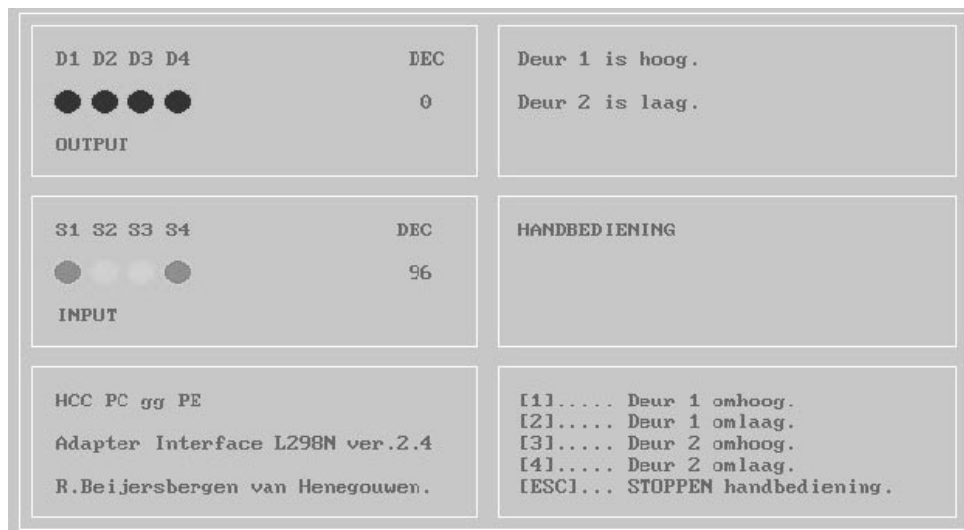 D1 D2 D3 D4 DEC
0
OUTPUT
Deur 1 is hoog.
Deur 2 is laag.
S1 S2 S3 S4 DEC
96
INPUT
HANDBEDIENING
HCC PC gg PE
Adapter Interface L298N ver.2.4
R.Beijersbergen van Henegouwen.
[1]..... Deur 1 omhoog.
[2]..... Deur 1 omlaag.
[3]..... Deur 2 omhoog.
[4]..... Deur 2 omlaag.
[ESC]... STOPPEN handbediening.